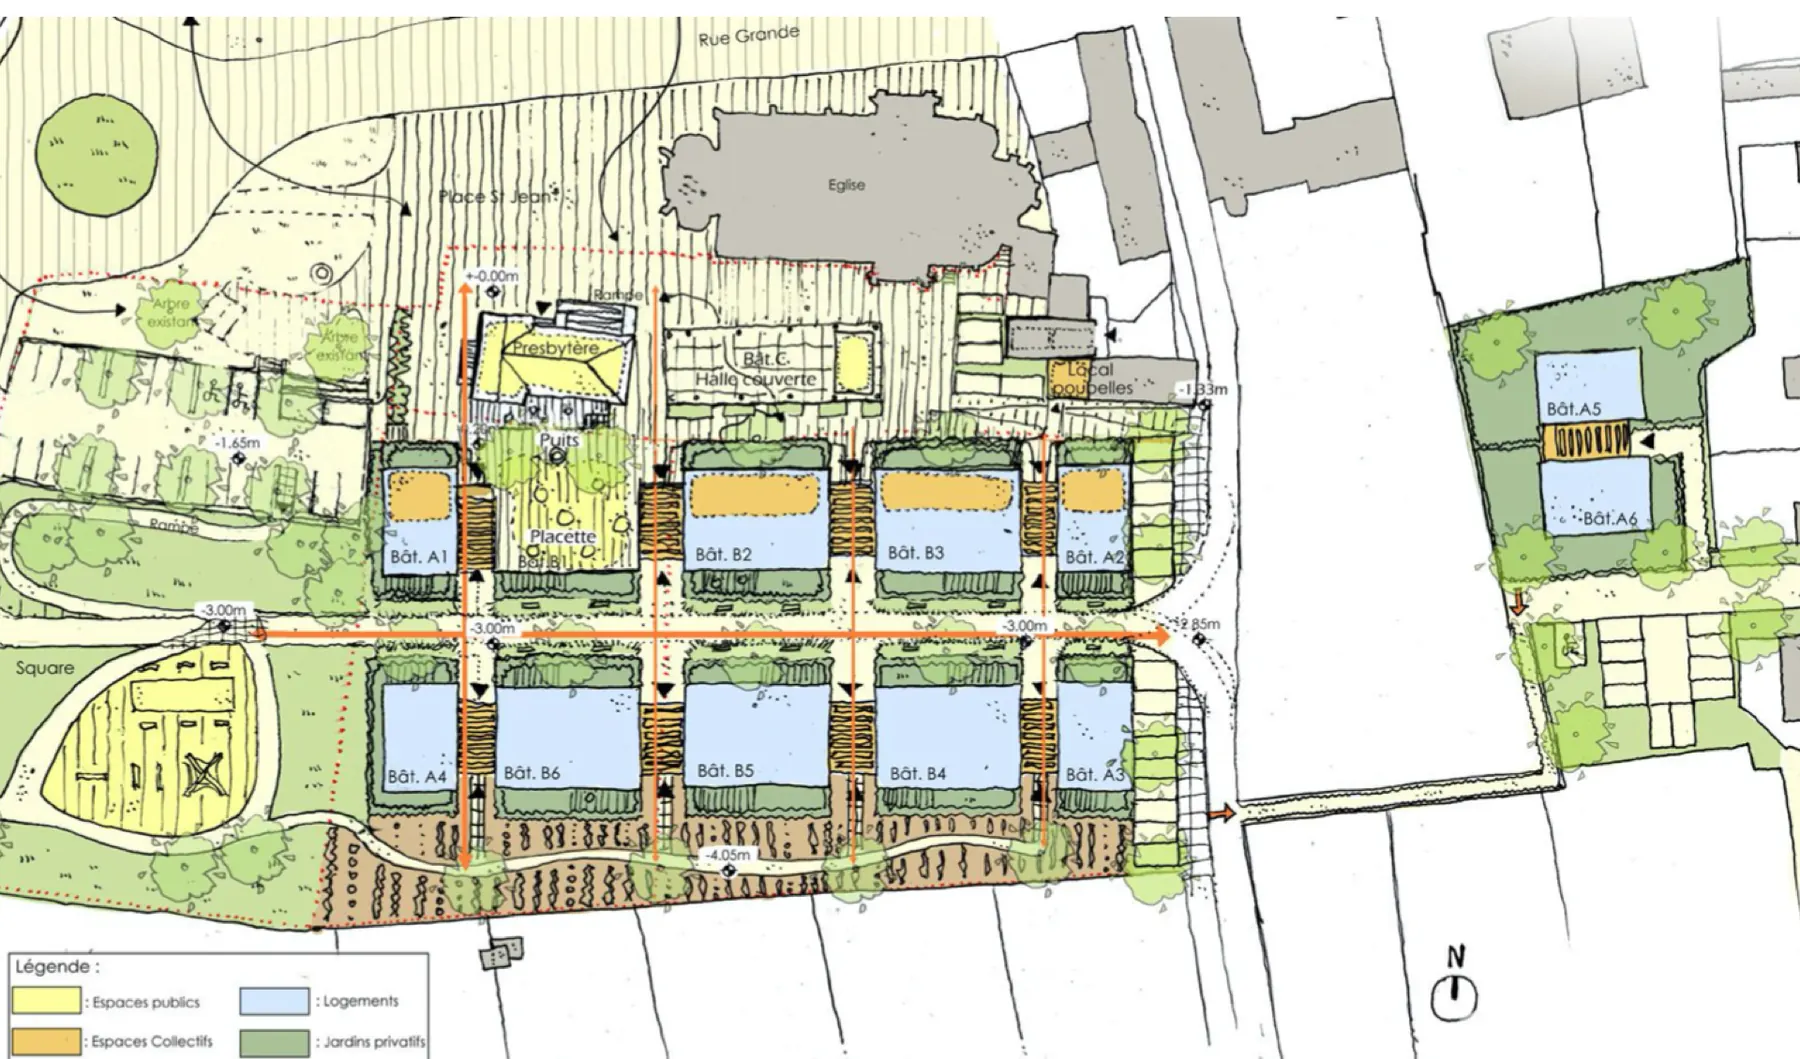 Rue Grande
Place St Jean
Eglise
+-0.00m
Rampe
Arbre
existant
Arbre
existant
Presbytère
Bât.C.
Halle couverte
Local
poubelles
-1.33m
-1.65m
Puits
Rampe
Placette
Bât. A1
Bât. B2
Bât. B3
Bât. A2
Bât.A5
Bât.A6
-3.00m
-3.00m
-3.00m
-2.85m
Square
Bât. A4
Bât. B6
Bât. B5
Bât. B4
Bât. A3
-4.05m
N
Légende :
: Espaces publics
: Logements
: Espaces Collectifs
: Jardins privatifs